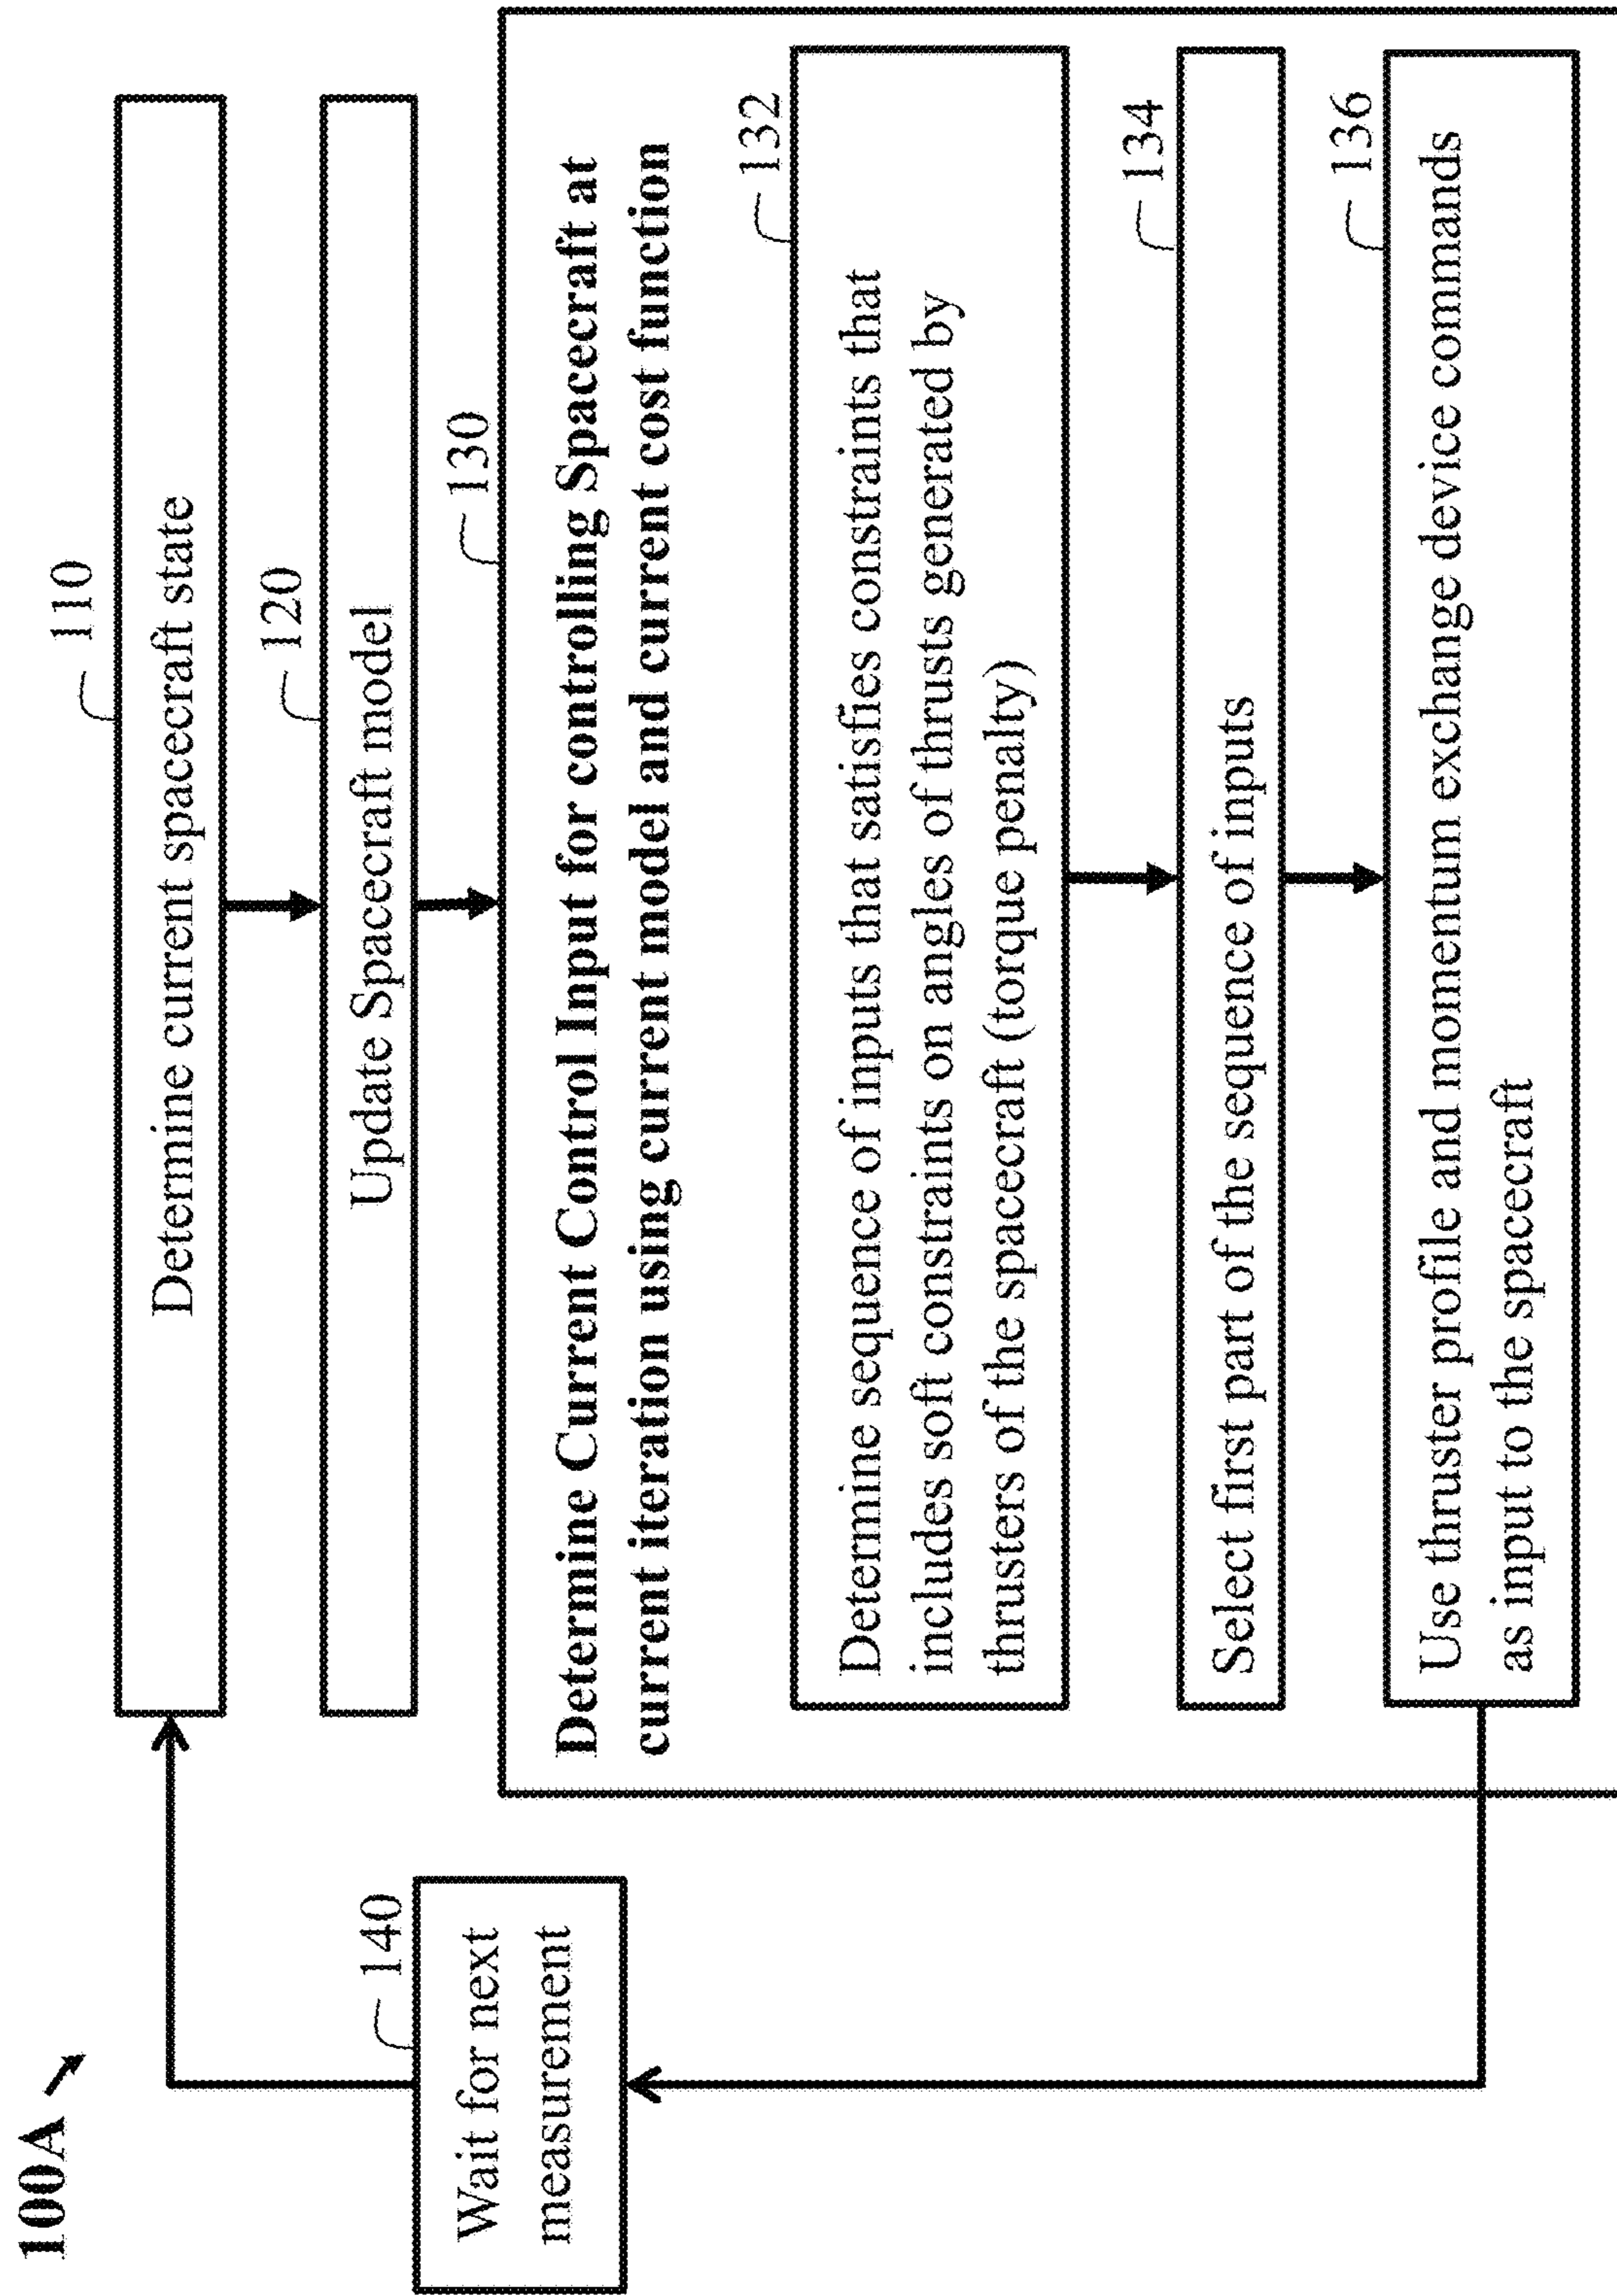 100A
110
Determine current spacecraft state
120
Update Spacecraft model
130
Determine Current Control Input for controlling Spacecraft at
current iteration using current model and current cost function
132
Determine sequence of inputs that satisfies constraints that
includes soft constraints on angles of thrusts generated by
thrusters of the spacecraft (torque penalty)
134
Select first part of the sequence of inputs
136
Use thruster profile and momentum exchange device commands
as input to the spacecraft
140
Wait for next
measurement